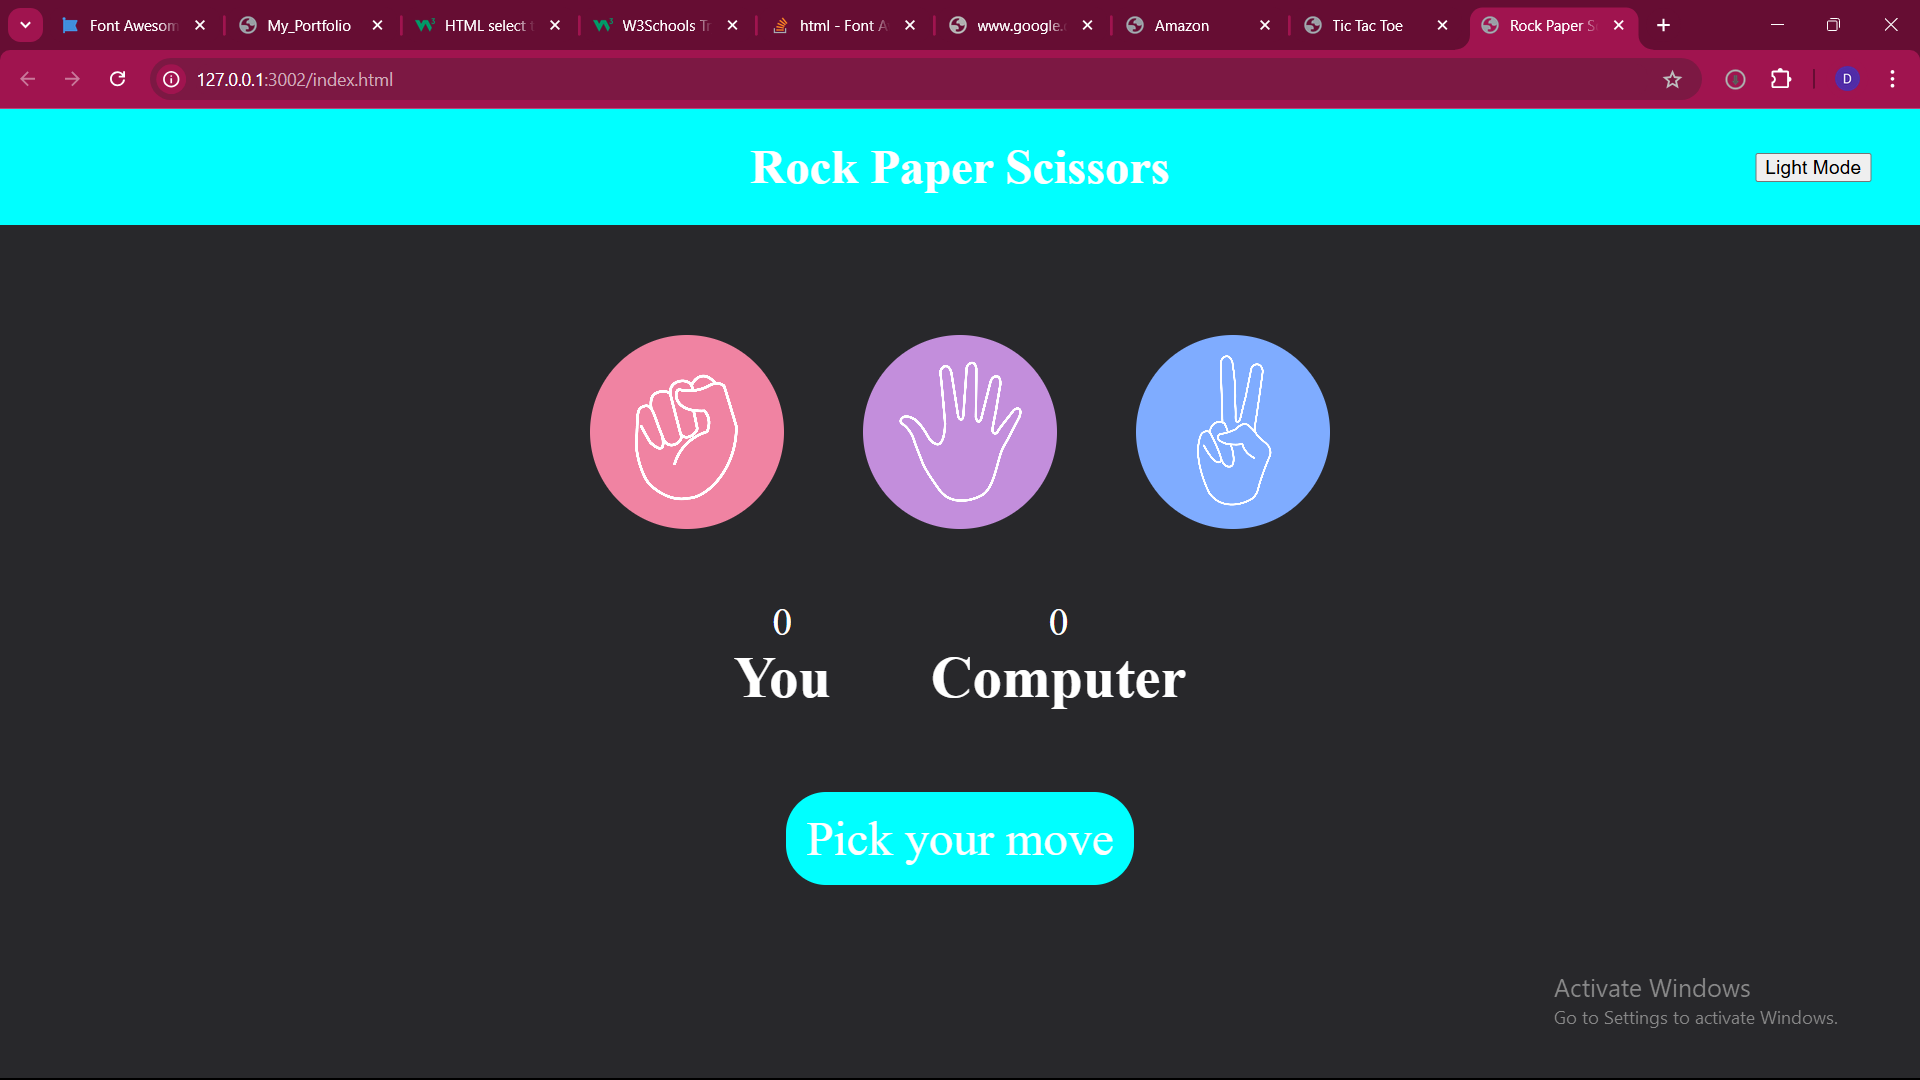 Font Awesom
My_Portfolio
HTML select t
W3Schools Tr
html - Font A
www.google.
Amazon
Tic Tac Toe
Rock Paper S
127.0.0.1:3002/index.html
D
Rock Paper Scissors
Light Mode
0
0
You
Computer
Pick your move
Activate Windows
Go to Settings to activate Windows.